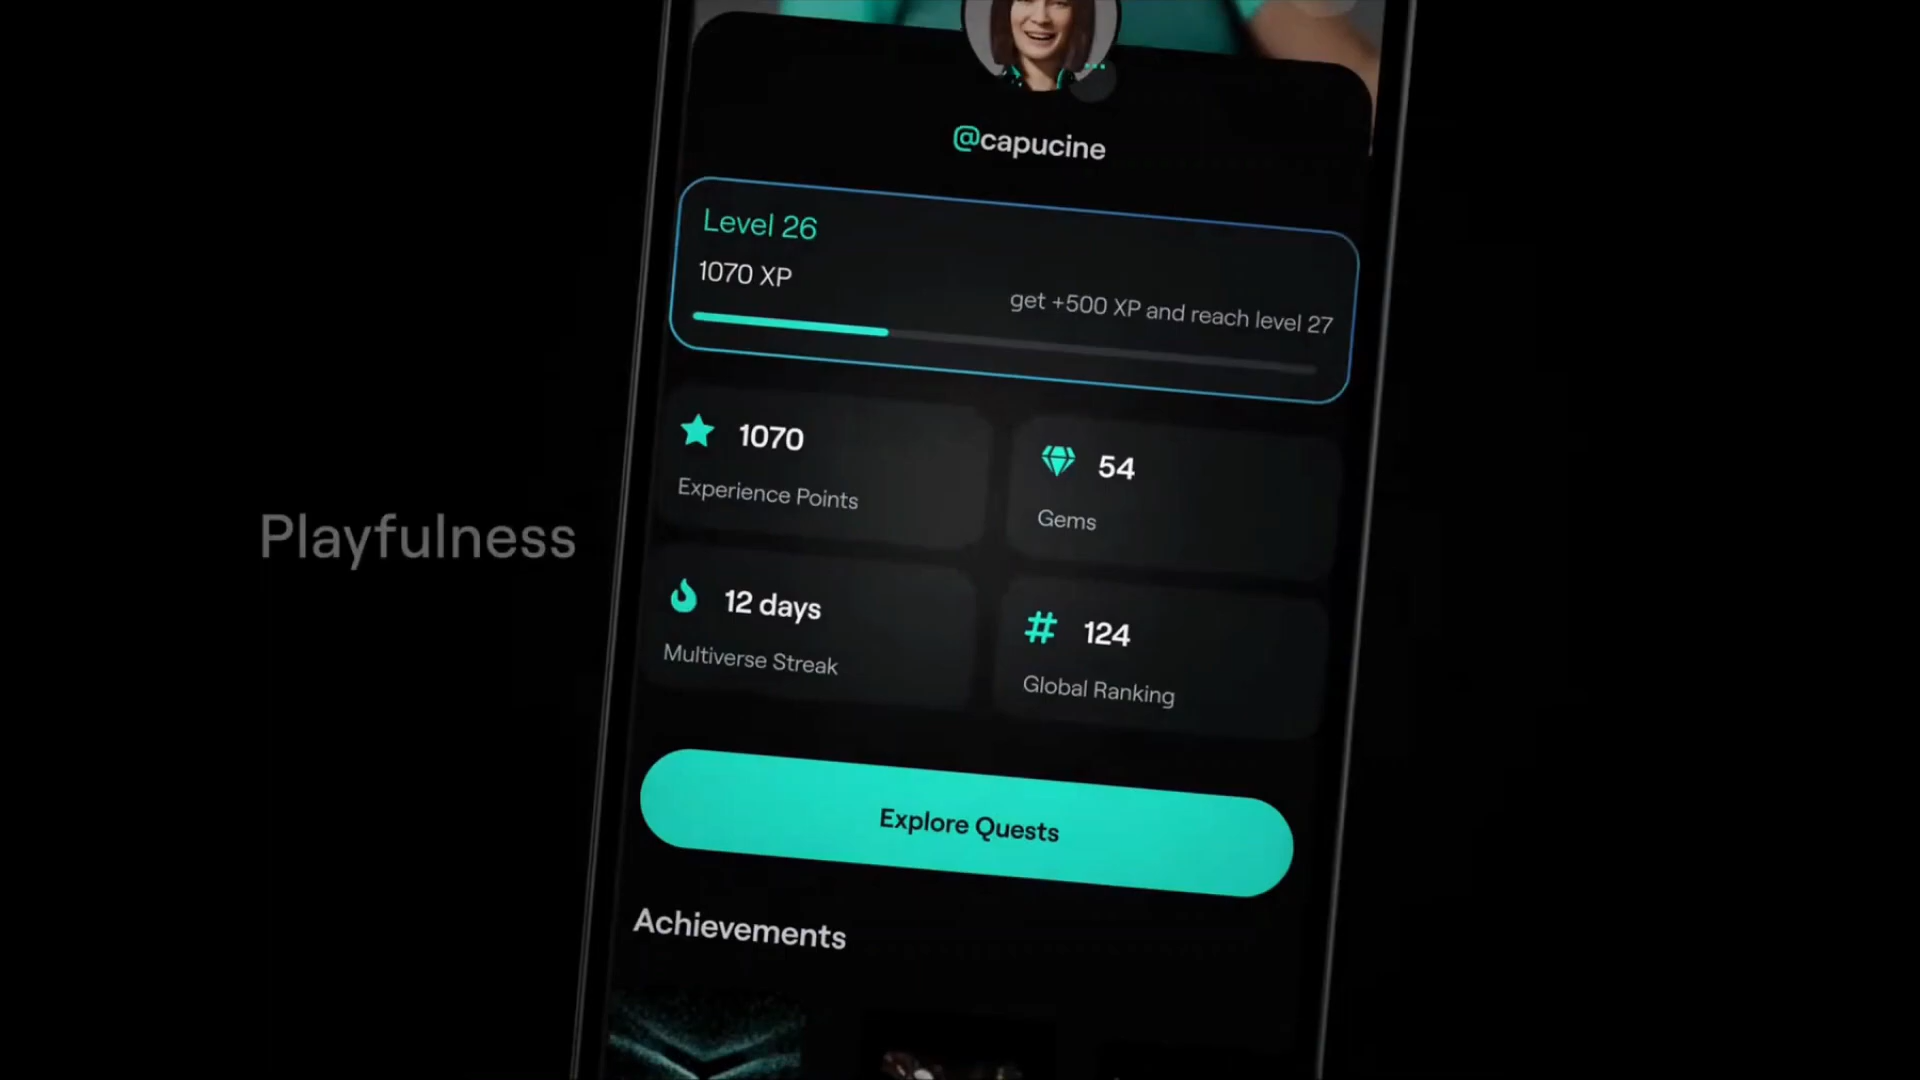 @capucine
Level 26
1070 XP
get +500 XP and reach level 27
1070
Experience Points
54
Gems
Playfulness
12 days
Multiverse Streak
124
Global Ranking
Explore Quests
Achievements